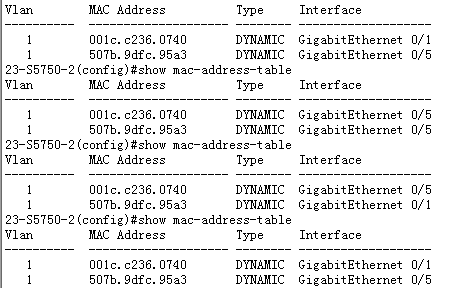 Vlan MAC Address Type Interface
---------- -------------------- -------- -------------------
1 001c.c236.0740 DYNAMIC GigabitEthernet 0/1
1 507b.9dfc.95a3 DYNAMIC GigabitEthernet 0/5
23-S5750-2(config)#show mac-address-table
Vlan MAC Address Type Interface
---------- -------------------- -------- -------------------
1 001c.c236.0740 DYNAMIC GigabitEthernet 0/5
1 507b.9dfc.95a3 DYNAMIC GigabitEthernet 0/5
23-S5750-2(config)#show mac-address-table
Vlan MAC Address Type Interface
---------- -------------------- -------- -------------------
1 001c.c236.0740 DYNAMIC GigabitEthernet 0/5
1 507b.9dfc.95a3 DYNAMIC GigabitEthernet 0/1
23-S5750-2(config)#show mac-address-table
Vlan MAC Address Type Interface
---------- -------------------- -------- -------------------
1 001c.c236.0740 DYNAMIC GigabitEthernet 0/1
1 507b.9dfc.95a3 DYNAMIC GigabitEthernet 0/5